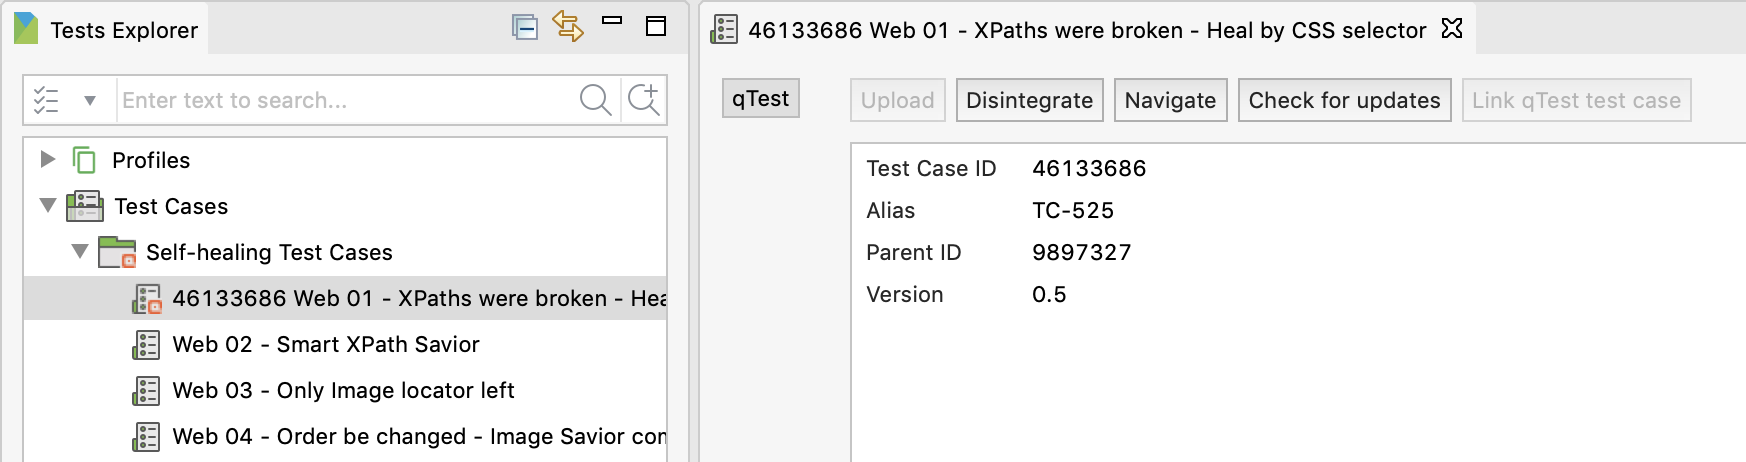 Tests Explorer
Enter text to search...
Profiles
Test Cases
Self-healing Test Cases
46133686 Web 01 - XPaths were broken - Hea
Web 02 - Smart XPath Savior
Web 03 - Only Image locator left
Web 04 - Order be changed - Image Savior com
46133686 Web 01 - XPaths were broken - Heal by CSS selector
qTest Upload Disintegrate Navigate Check for updates Link qTest test case
Test Case ID 46133686
Alias TC-525
Parent ID 9897327
Version 0.5